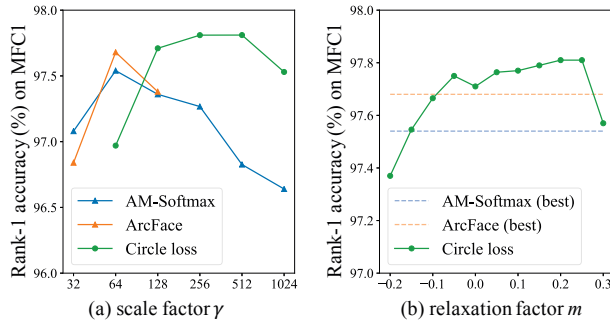 Rank-1 accuracy (%) on MFC1
98.0
97.5
97.0
96.5
96.0
AM-Softmax
ArcFace
Circle loss
32
64
128
256
512
1024
(a) scale factor γ
Rank-1 accuracy (%) on MFC1
98.0
97.8
97.6
97.4
97.2
97.0
AM-Softmax (best)
ArcFace (best)
Circle loss
−0.2
−0.1
0.0
0.1
0.2
0.3
(b) relaxation factor m